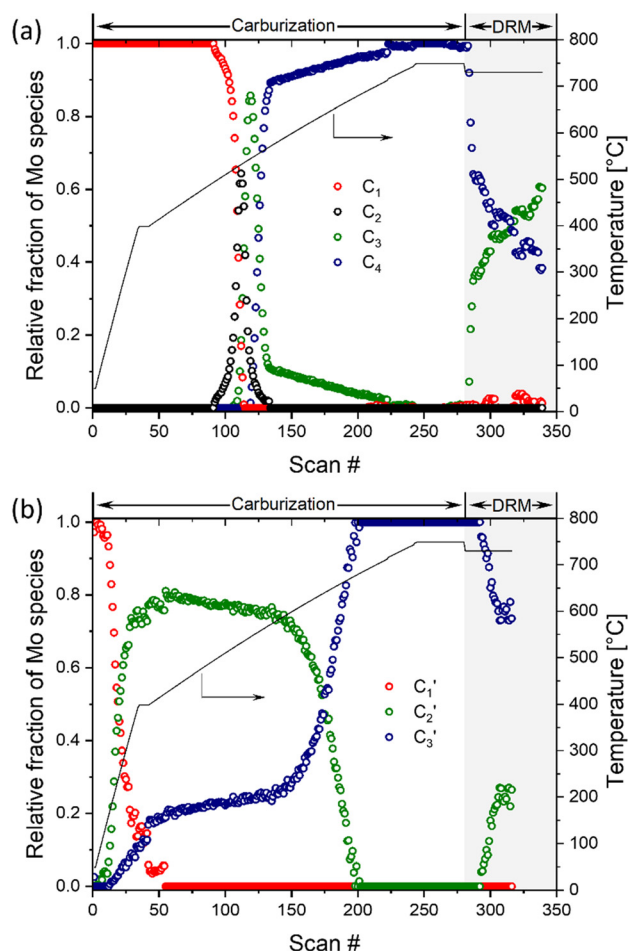 (a)
Carburization
DRM
1.0
0.8
0.6
0.4
0.2
0.0
Relative fraction of Mo species
800
700
600
500
400
300
200
100
0
Temperature [°C]
C₁
C₂
C₃
C₄
0 50 100 150 200 250 300 350
Scan #
(b)
Carburization
DRM
1.0
0.8
0.6
0.4
0.2
0.0
Relative fraction of Mo species
800
700
600
500
400
300
200
100
0
Temperature [°C]
C₁'
C₂'
C₃'
0 50 100 150 200 250 300 350
Scan #